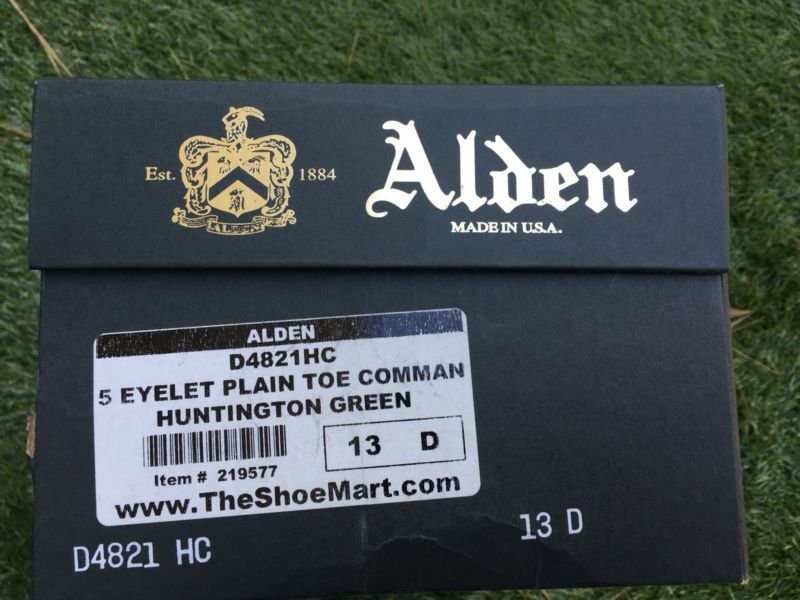 Est. 1884
Alden
MADE IN U.S.A.
ALDEN
ALDEN
D4821HC
5 EYELET PLAIN TOE COMMAN
HUNTINGTON GREEN
13 D
Item # 219577
www.TheShoeMart.com
D4821 HC
13 D